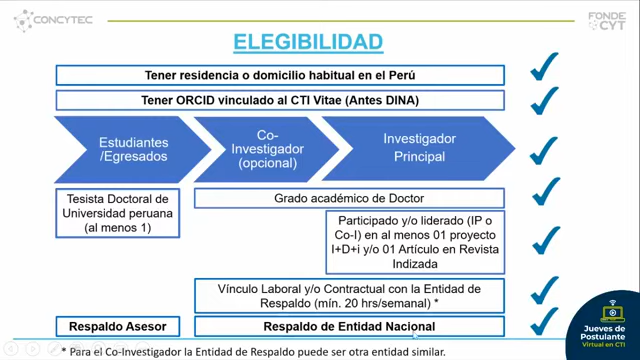 CONCYTEC
FONDE
CYT
ELEGIBILIDAD
Tener residencia o domicilio habitual en el Perú
Tener ORCID vinculado al CTI Vitae (Antes DINA)
Estudiantes
/Egresados
Co-
Investigador
(opcional)
Investigador
Principal
Tesista Doctoral de
Universidad peruana
(al menos 1)
Grado académico de Doctor
Participado y/o liderado (IP o
Co-I) en al menos 01 proyecto
I+D+i y/o 01 Artículo en Revista
Indizada
Vínculo Laboral y/o Contractual con la Entidad de
Respaldo (mín. 20 hrs/semanal) *
Respaldo Asesor
Respaldo de Entidad Nacional
* Para el Co-Investigador la Entidad de Respaldo puede ser otra entidad similar.
Jueves de
Postulante
Virtual en CTI